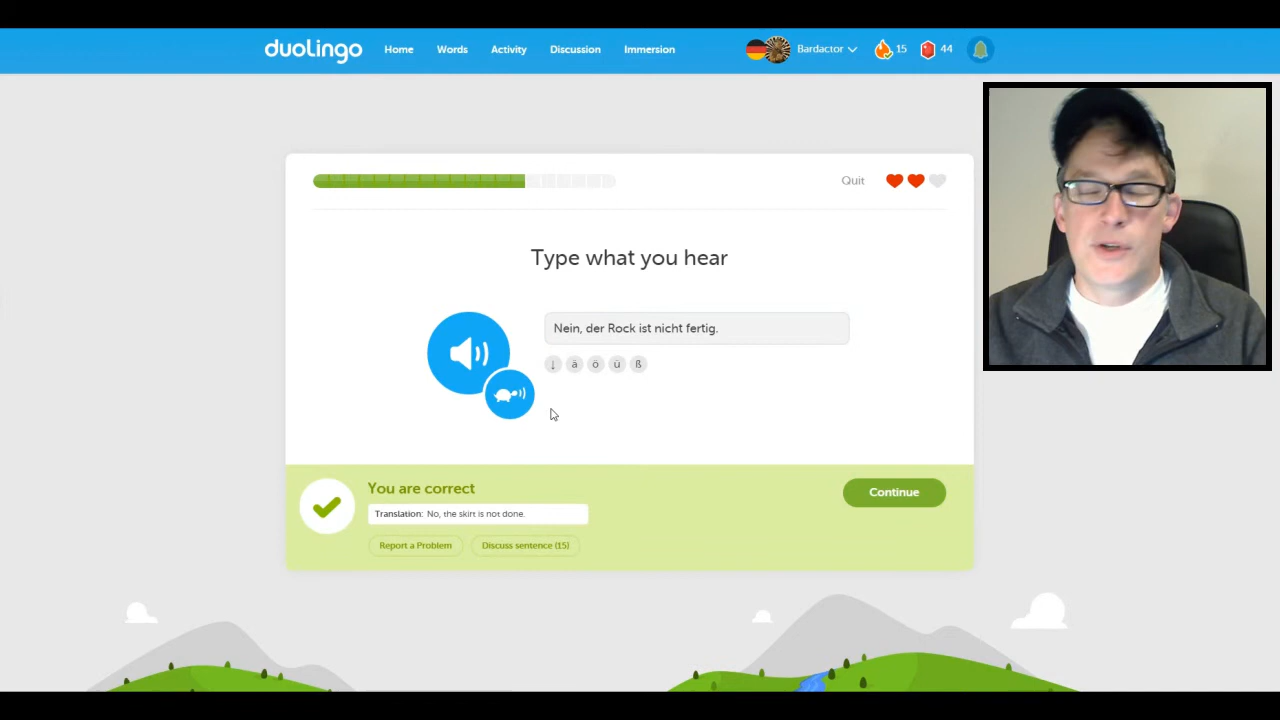 duolingo Home Words Activity Discussion Immersion Bardactor 15 44
Quit
Type what you hear
Nein, der Rock ist nicht fertig.
↓ ä ö ü ß
You are correct
Continue
Translation: No, the skirt is not done.
Report a Problem Discuss sentence (15)